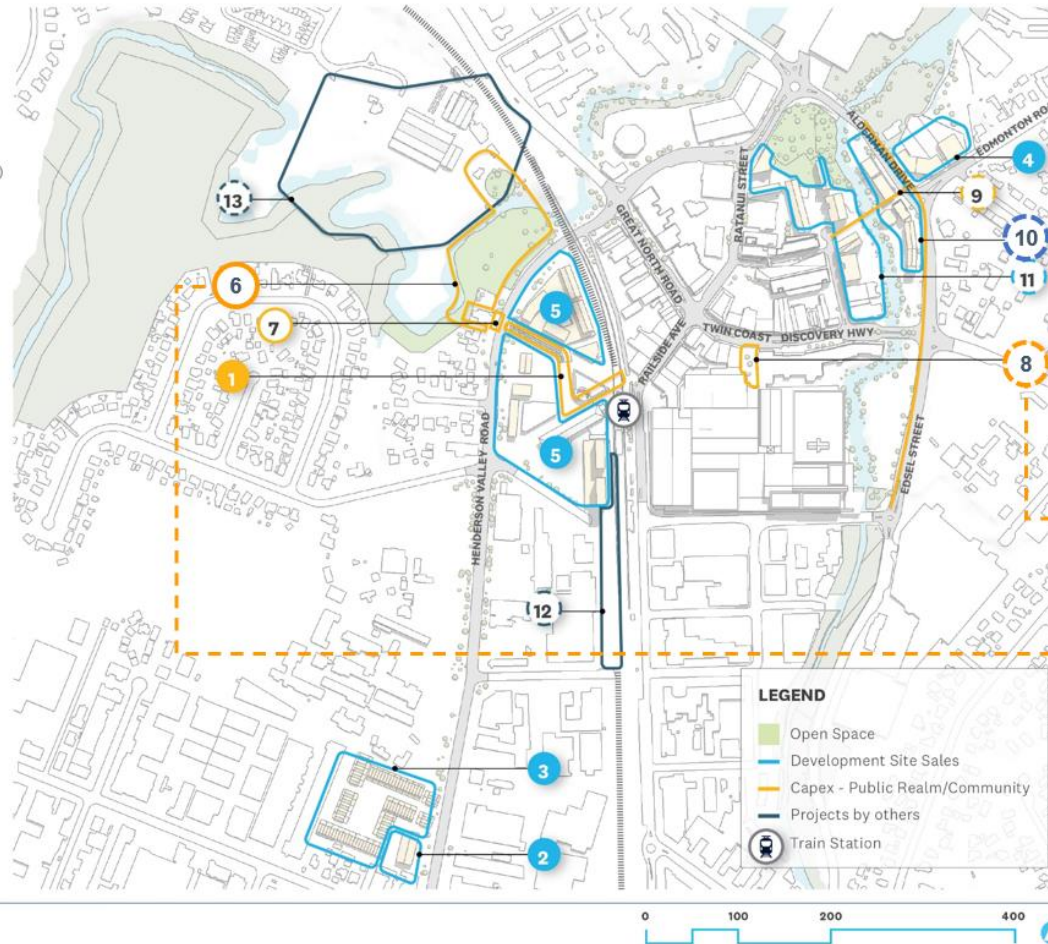 13
6
7
1
5
5
12
3
2
4
9
10
11
8
ALDERMAN DRIVE
EDMONTON RO
RATANUI STREET
GREAT NORTH ROAD
RAILSIDE AVE
TWIN COAST DISCOVERY HWY
HENDERSON VALLEY ROAD
EDSEL STREET
LEGEND
Open Space
Development Site Sales
Capex - Public Realm/Community
Projects by others
Train Station
0 100 200 400